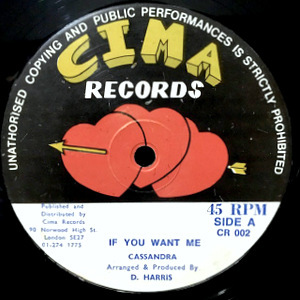 UNAUTHORISED COPYING AND PUBLIC PERFORMANCES IS STRICTLY PROHIBITED
CIMA
RECORDS
Published and
Distributed by
Cima Records
90 Norwood High St.
London SE27
01-274 1775
45 RPM
SIDE A
CR 002
IF YOU WANT ME
CASSANDRA
Arranged & Produced By
D. HARRIS